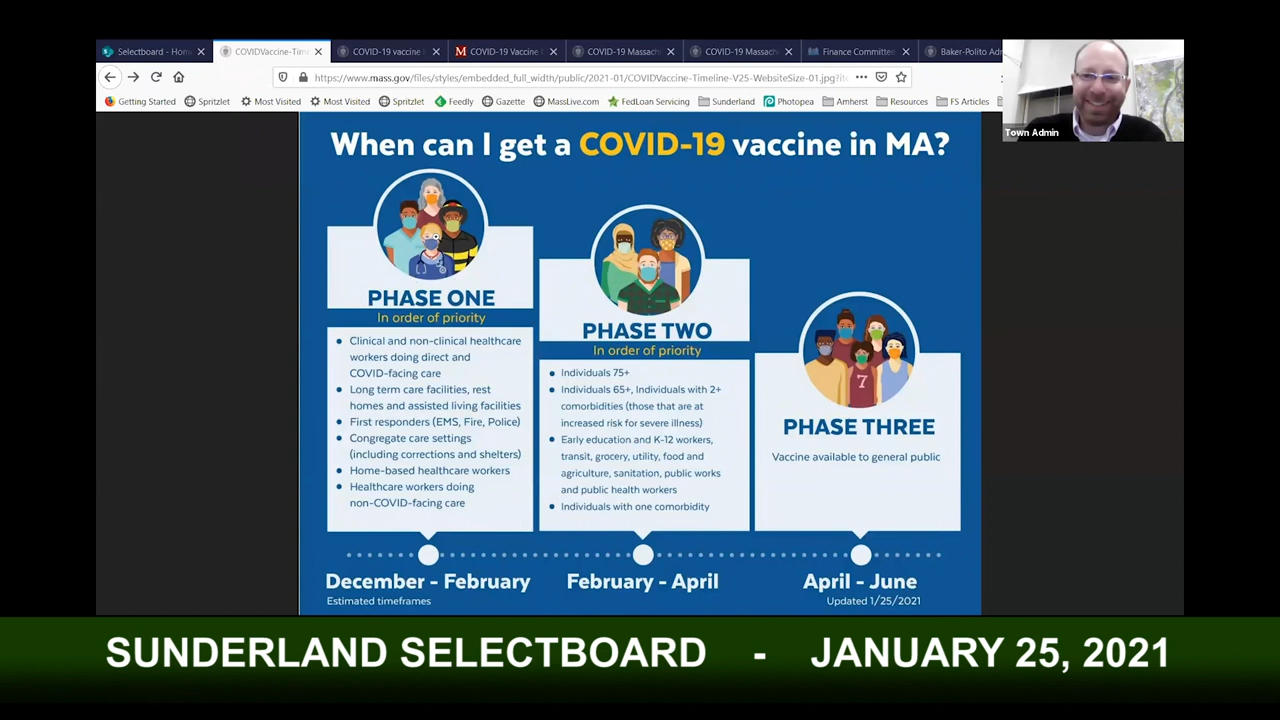 Selectboard - Hom
COVIDVaccine-Tim
COVID-19 vaccine
COVID-19 Vaccine
COVID-19 Massach
COVID-19 Massach
Finance Committee
Baker-Polito Adm
https://www.mass.gov/files/styles/embedded_full_width/public/2021-01/COVIDVaccine-Timeline-V25-WebsiteSize-01.jpg?
Getting Started
Spritzlet
Most Visited
Most Visited
Spritzlet
Feedly
Gazette
MassLive.com
FedLoan Servicing
Sunderland
Photopea
Amherst
Resources
FS Articles
Town Admin
When can I get a COVID-19 vaccine in MA?
PHASE ONE
In order of priority
Clinical and non-clinical healthcare
workers doing direct and
COVID-facing care
Long term care facilities, rest
homes and assisted living facilities
First responders (EMS, Fire, Police)
Congregate care settings
(including corrections and shelters)
Home-based healthcare workers
Healthcare workers doing
non-COVID-facing care
December - February
Estimated timeframes
PHASE TWO
In order of priority
Individuals 75+
Individuals 65+, Individuals with 2+
comorbidities (those that are at
increased risk for severe illness)
Early education and K-12 workers,
transit, grocery, utility, food and
agriculture, sanitation, public works
and public health workers
Individuals with one comorbidity
February - April
7
PHASE THREE
Vaccine available to general public
April - June
Updated 1/25/2021
SUNDERLAND SELECTBOARD - JANUARY 25, 2021